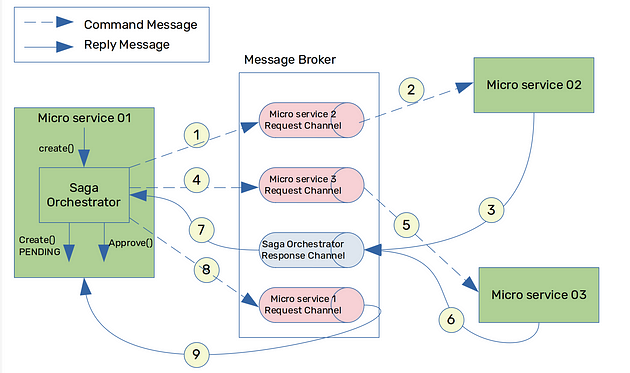 Command Message
Reply Message
Message Broker
Micro service 01
create()
Saga
Orchestrator
Create()
PENDING
Approve()
1
4
7
8
9
Micro service 2
Request Channel
Micro service 3
Request Channel
Saga Orchestrator
Response Channel
Micro service 1
Request Channel
2
3
5
6
Micro service 02
Micro service 03